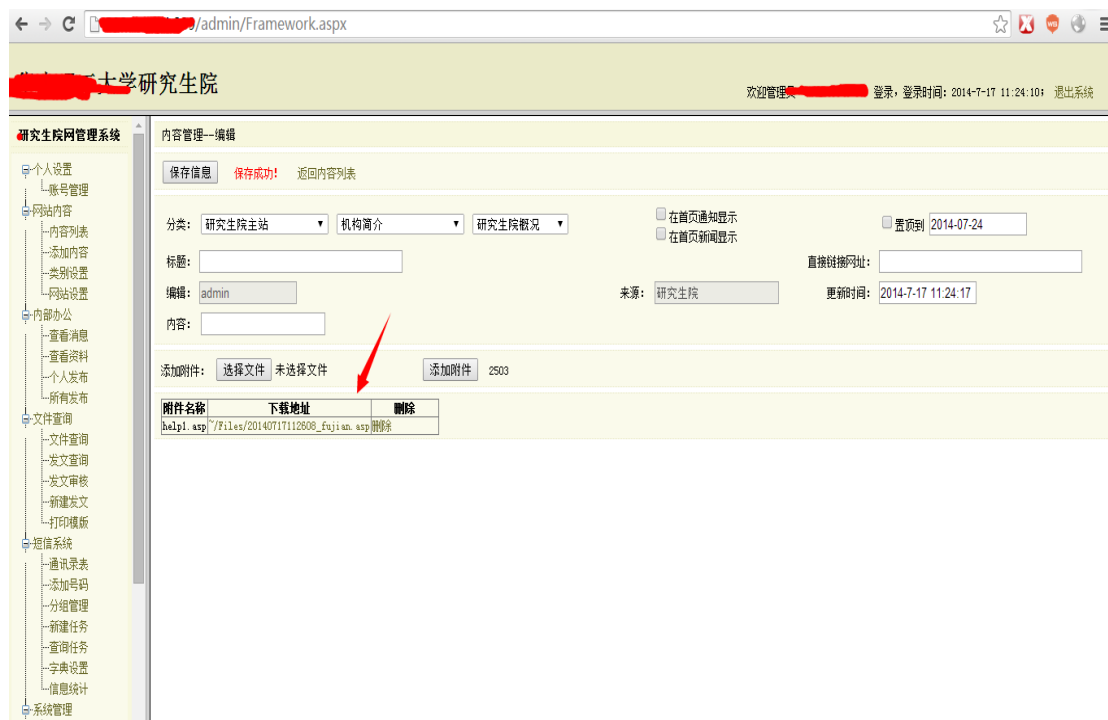 /admin/Framework.aspx
大学研究生院
欢迎管理员 登录，登录时间：2014-7-17 11:24:10； 退出系统
研究生院网管理系统
个人设置
账号管理
网站内容
内容列表
添加内容
类别设置
网站设置
内部办公
查看消息
查看资料
个人发布
所有发布
文件查询
文件查询
发文查询
发文审核
新建发文
打印模版
短信系统
通讯录表
添加号码
分组管理
新建任务
查询任务
字典设置
信息统计
系统管理
内容管理--编辑
保存信息 保存成功! 返回内容列表
分类： 研究生院主站 机构简介 研究生院概况 在首页通知显示 置顶到 2014-07-24
在首页新闻显示
标题： 直接链接网址：
编辑： admin 来源： 研究生院 更新时间： 2014-7-17 11:24:17
内容：
添加附件： 选择文件 未选择文件 添加附件 2503
附件名称 下载地址 删除
help1.asp ~/Files/20140717112608_fujian.asp 删除